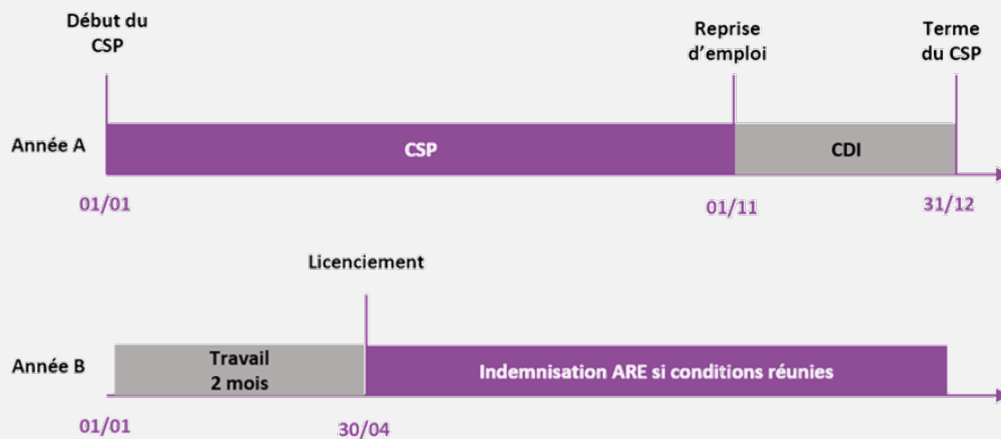 Début du
CSP
Reprise
d'emploi
Terme
du CSP
Année A
CSP
CDI
01/01
01/11
31/12
Licenciement
Année B
Travail
2 mois
Indemnisation ARE si conditions réunies
01/01
30/04